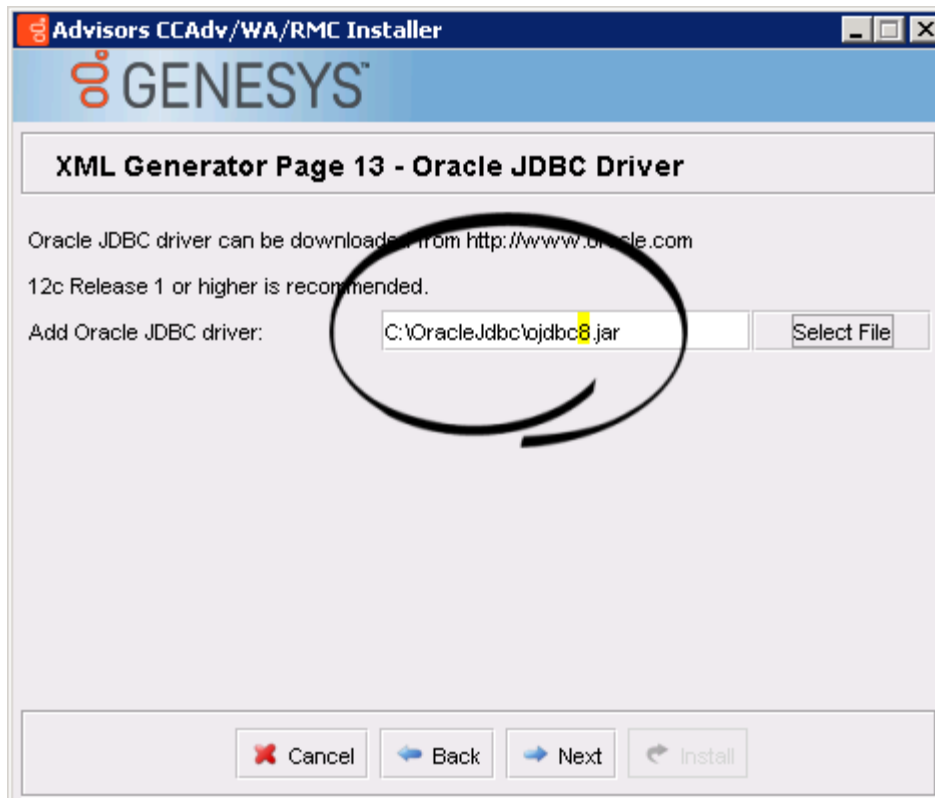 Advisors CCAdv/WA/RMC Installer
GENESYS™
XML Generator Page 13 - Oracle JDBC Driver
Oracle JDBC driver can be downloaded from http://www.oracle.com
12c Release 1 or higher is recommended.
Add Oracle JDBC driver: C:\OracleJdbc\ojdbc8.jar Select File
Cancel Back Next Install